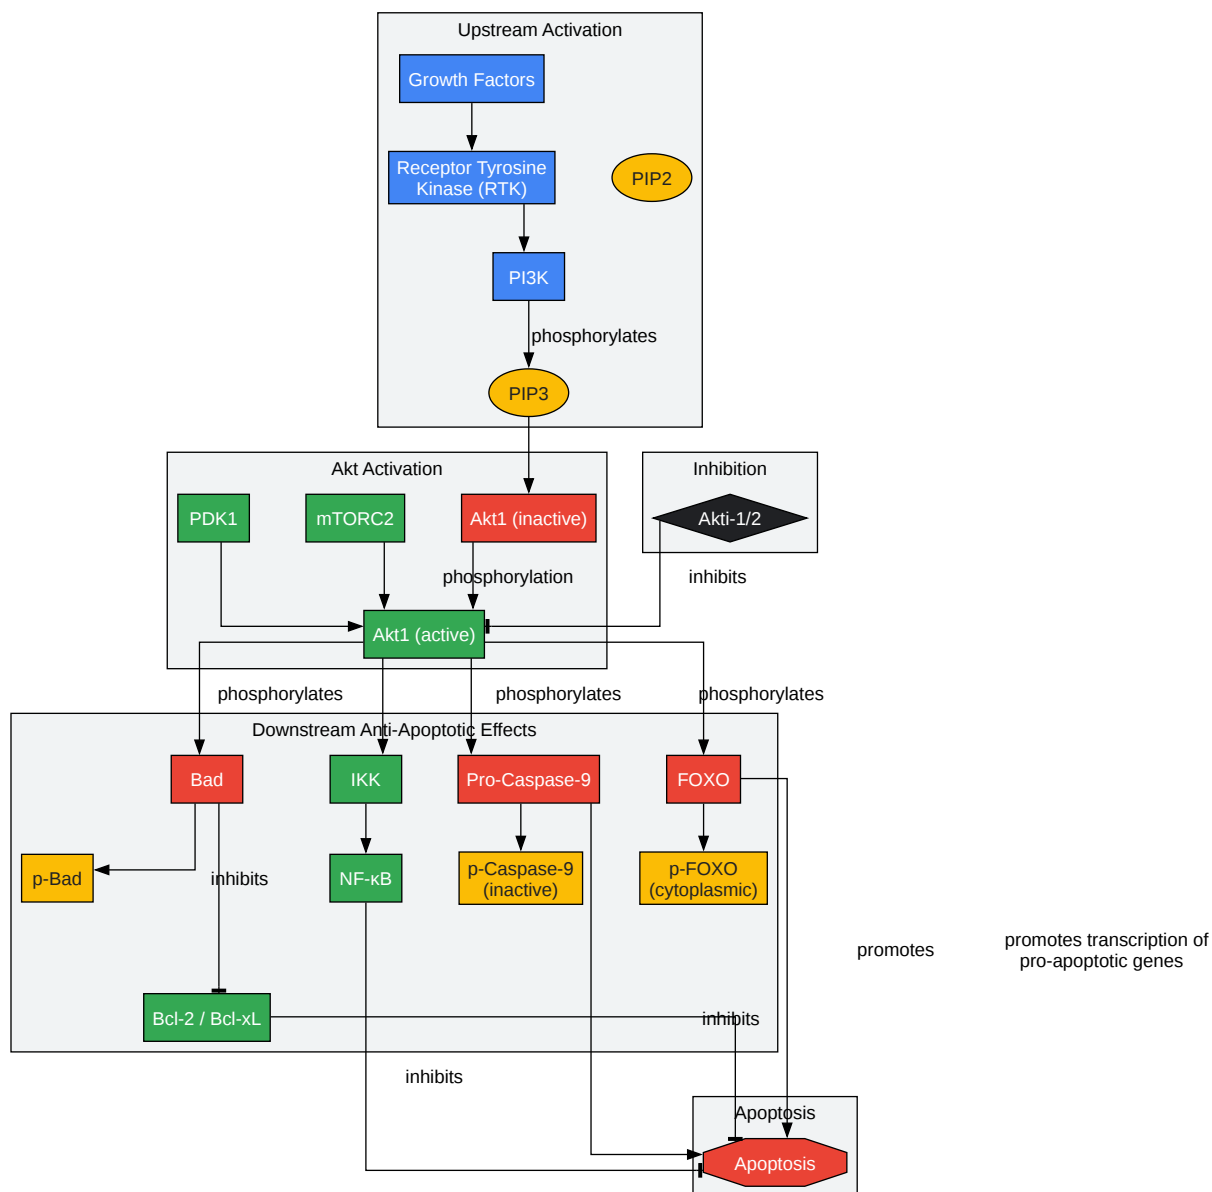 Upstream Activation
Growth Factors
Receptor Tyrosine
Kinase (RTK)
PIP2
PI3K
phosphorylates
PIP3
Akt Activation
Inhibition
PDK1
mTORC2
Akt1 (inactive)
Akti-1/2
phosphorylation
inhibits
Akt1 (active)
phosphorylates
phosphorylates
phosphorylates
Downstream Anti-Apoptotic Effects
Bad
IKK
Pro-Caspase-9
FOXO
p-Bad
inhibits
NF-κB
p-Caspase-9
(inactive)
p-FOXO
(cytoplasmic)
promotes
promotes transcription of
pro-apoptotic genes
Bcl-2 / Bcl-xL
inhibits
inhibits
Apoptosis
Apoptosis